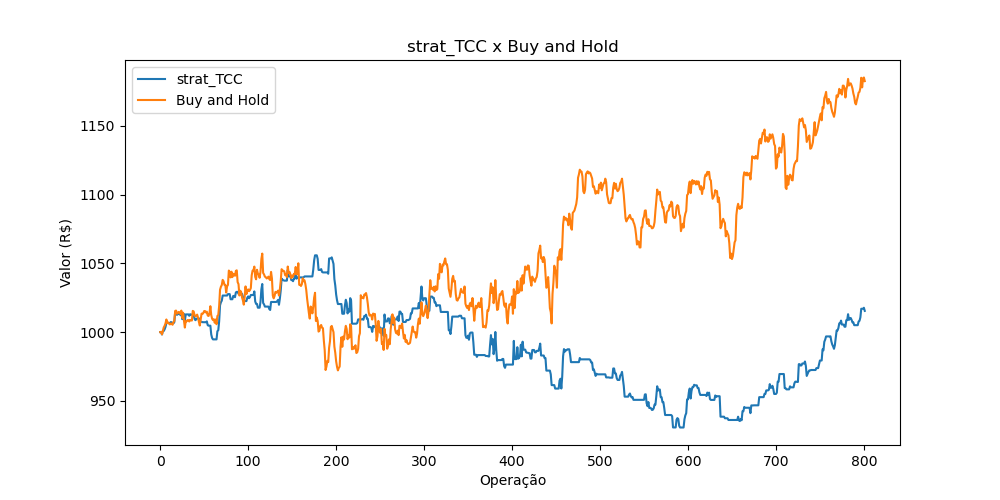 strat_TCC x Buy and Hold
strat_TCC
Buy and Hold
Valor (R$)
1150
1100
1050
1000
950
0 100 200 300 400 500 600 700 800
Operação